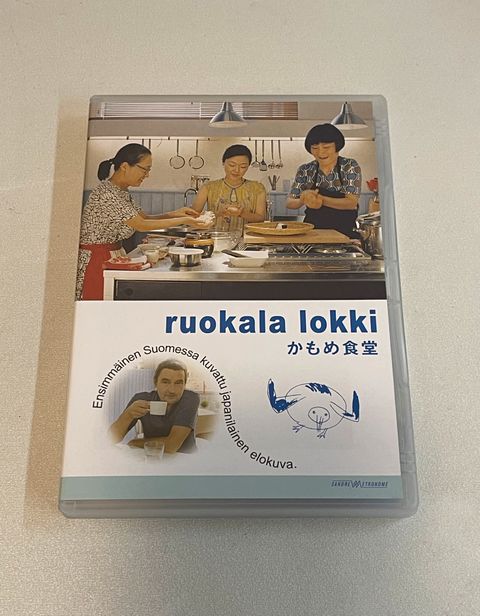 ruokala lokki
かもめ食堂
Ensimmäinen Suomessa kuvattu japanilainen elokuva.
SANDREW METRONOME